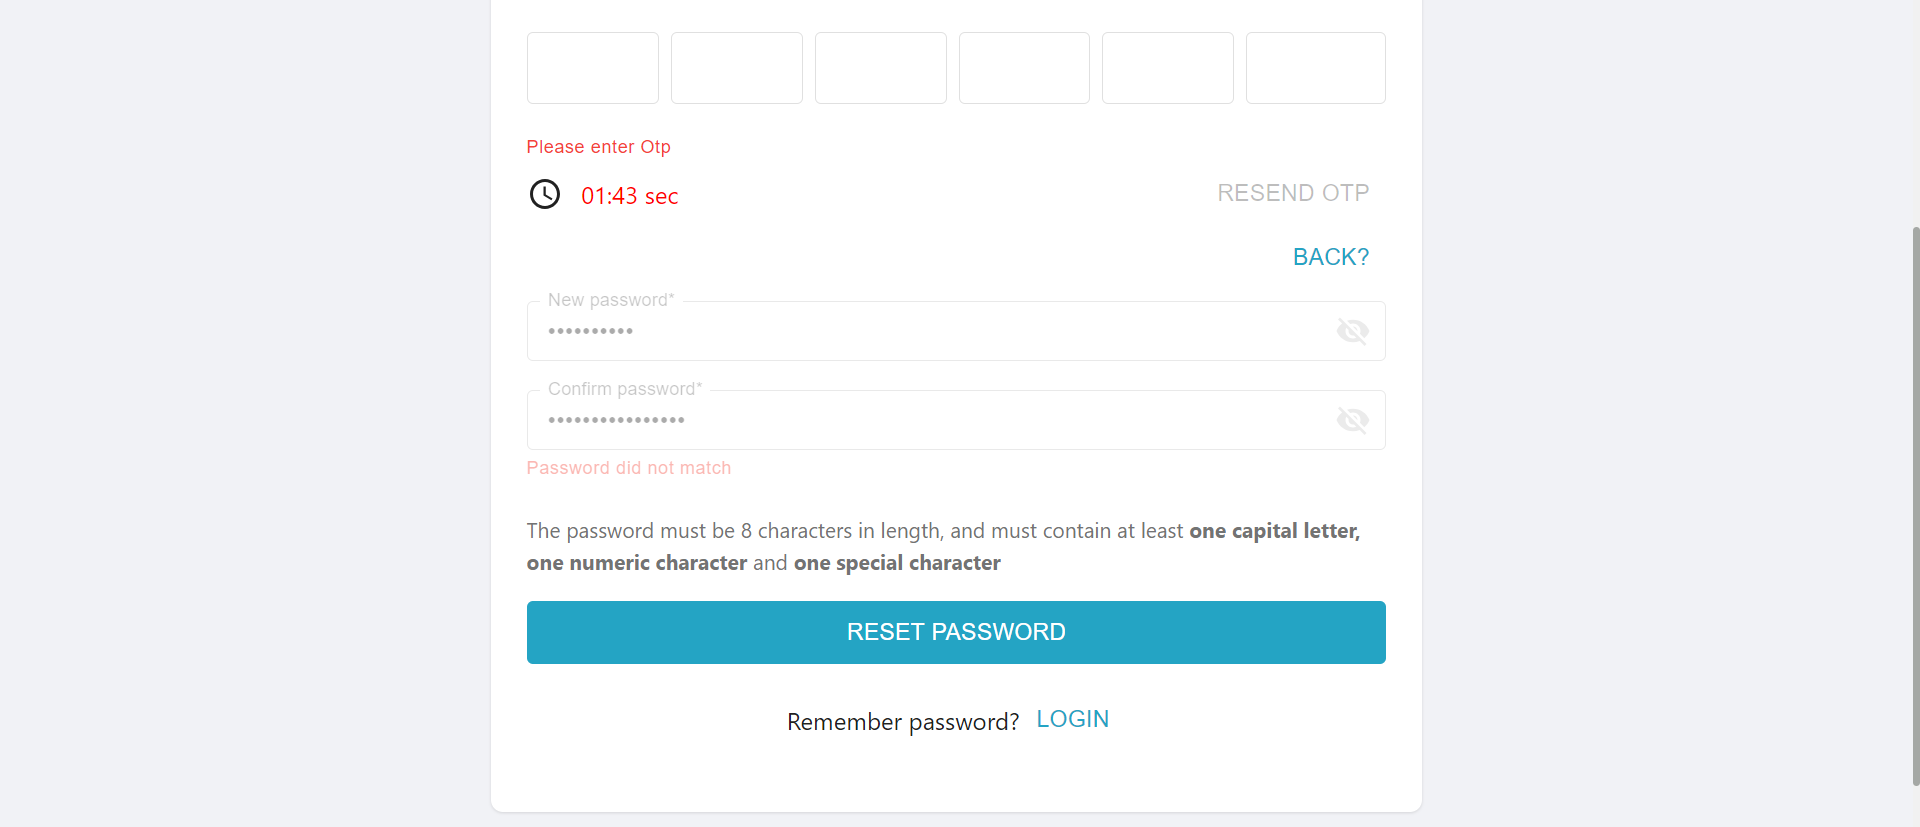 Please enter Otp
01:43 sec
RESEND OTP
BACK?
New password*
••••••••••
Confirm password*
••••••••••••••••
Password did not match
The password must be 8 characters in length, and must contain at least one capital letter,
one numeric character and one special character
RESET PASSWORD
Remember password? LOGIN